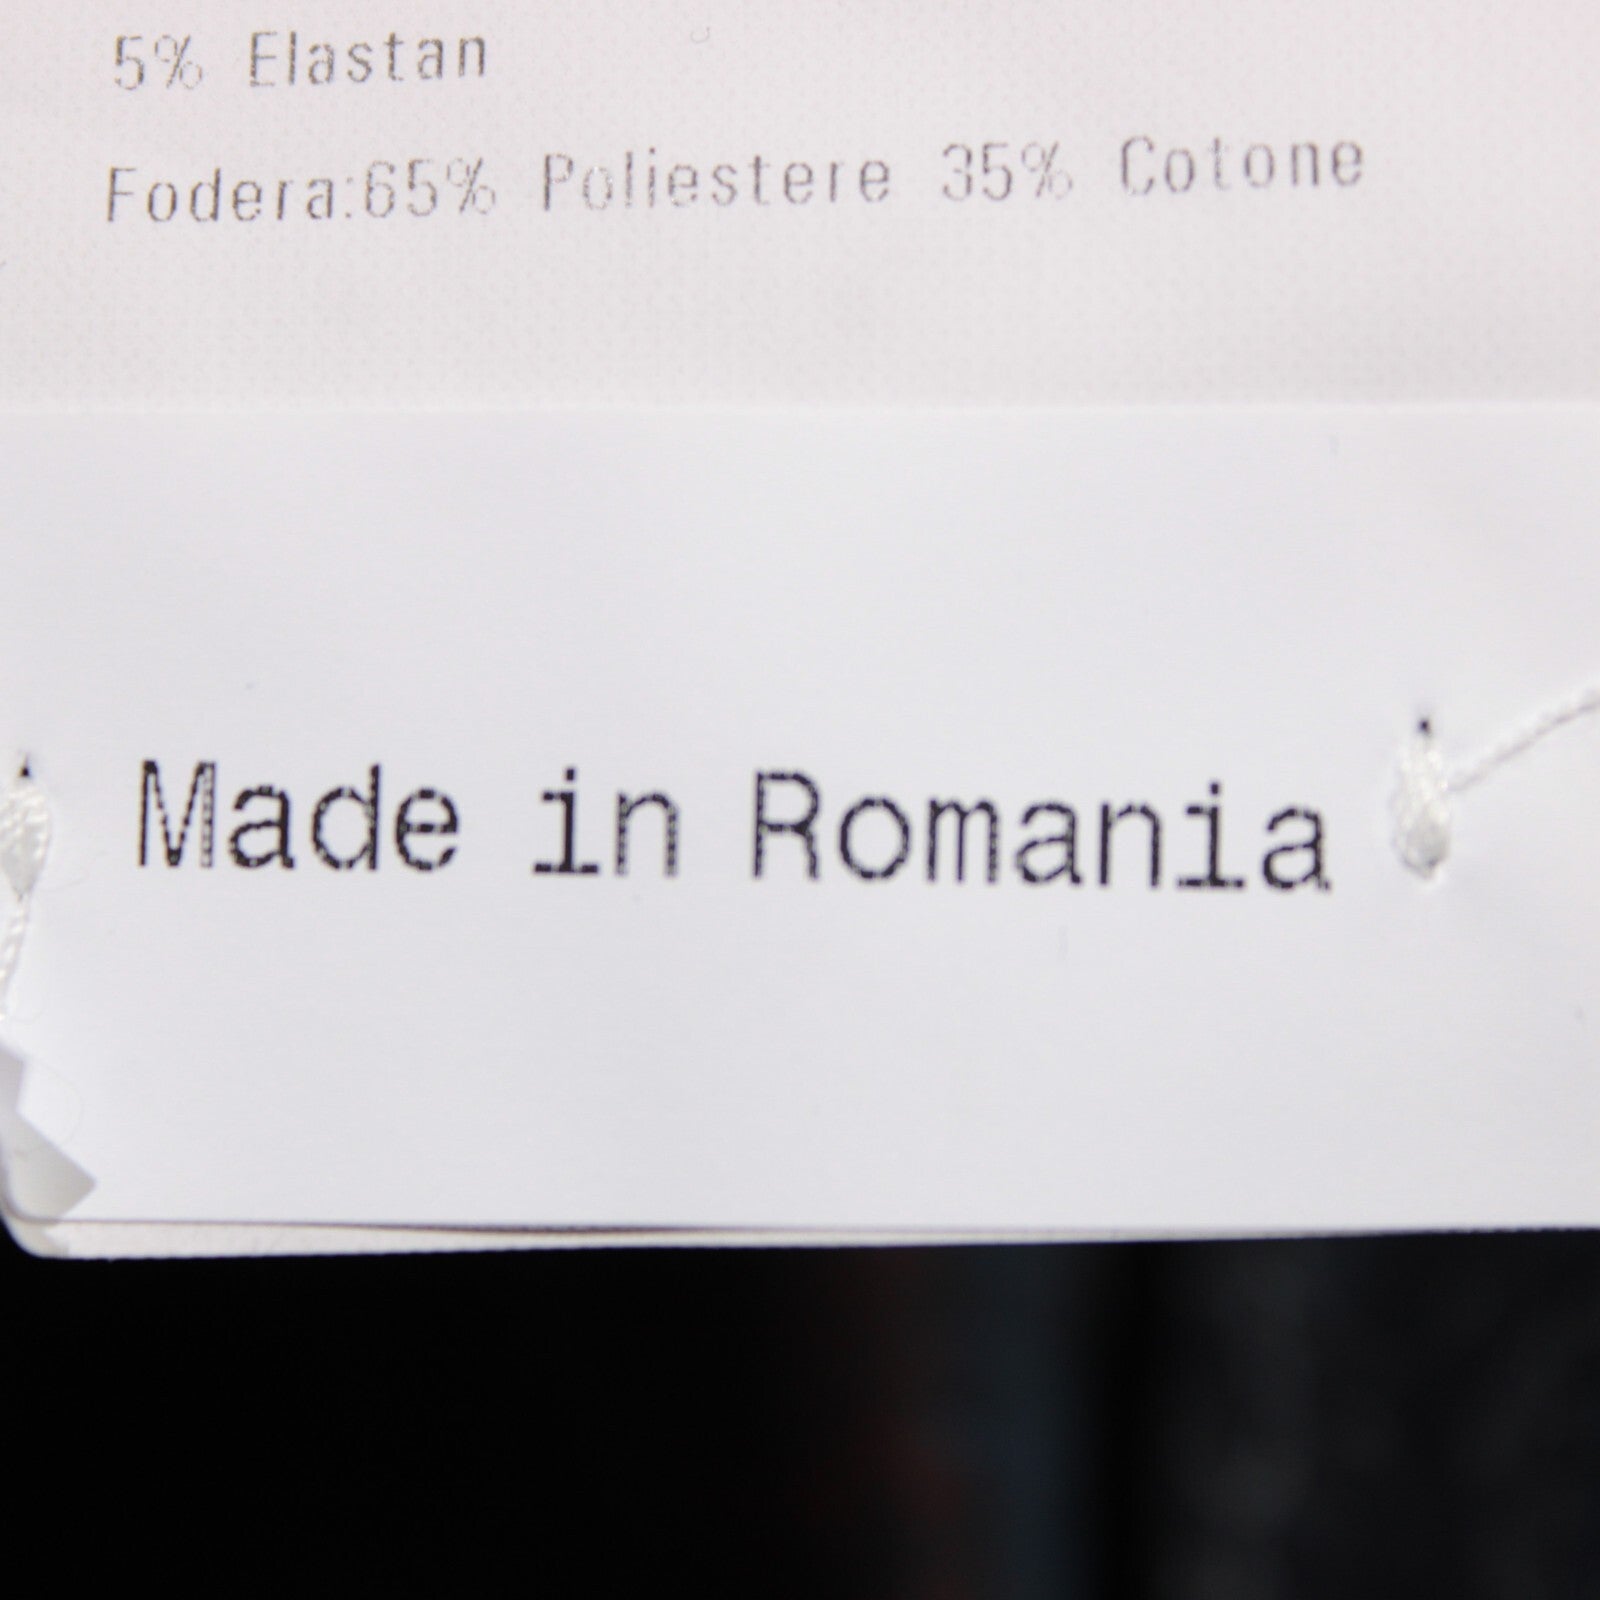 5% Elastan
Fodera:65% Poliestere 35% Cotone
Made in Romania